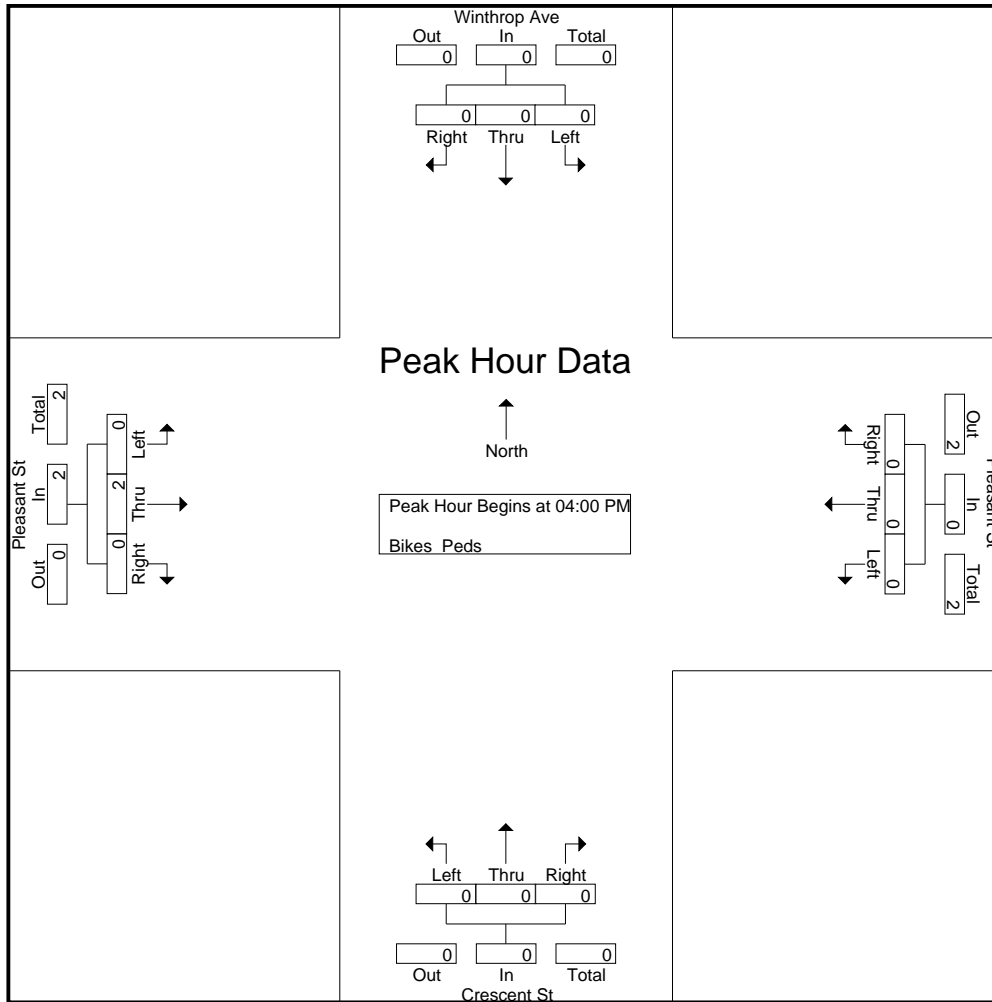 Winthrop Ave
Out In Total
0 0 0
0 0 0
Right Thru Left
Peak Hour Data
North
Peak Hour Begins at 04:00 PM
Bikes Peds
Pleasant St
Total In Out
2 2 0
0 2 0
Left Thru Right
Pleasant St
Out In Total
2 0 2
0 0 0
Right Thru Left
Left Thru Right
0 0 0
0 0 0
Out In Total
Crescent St